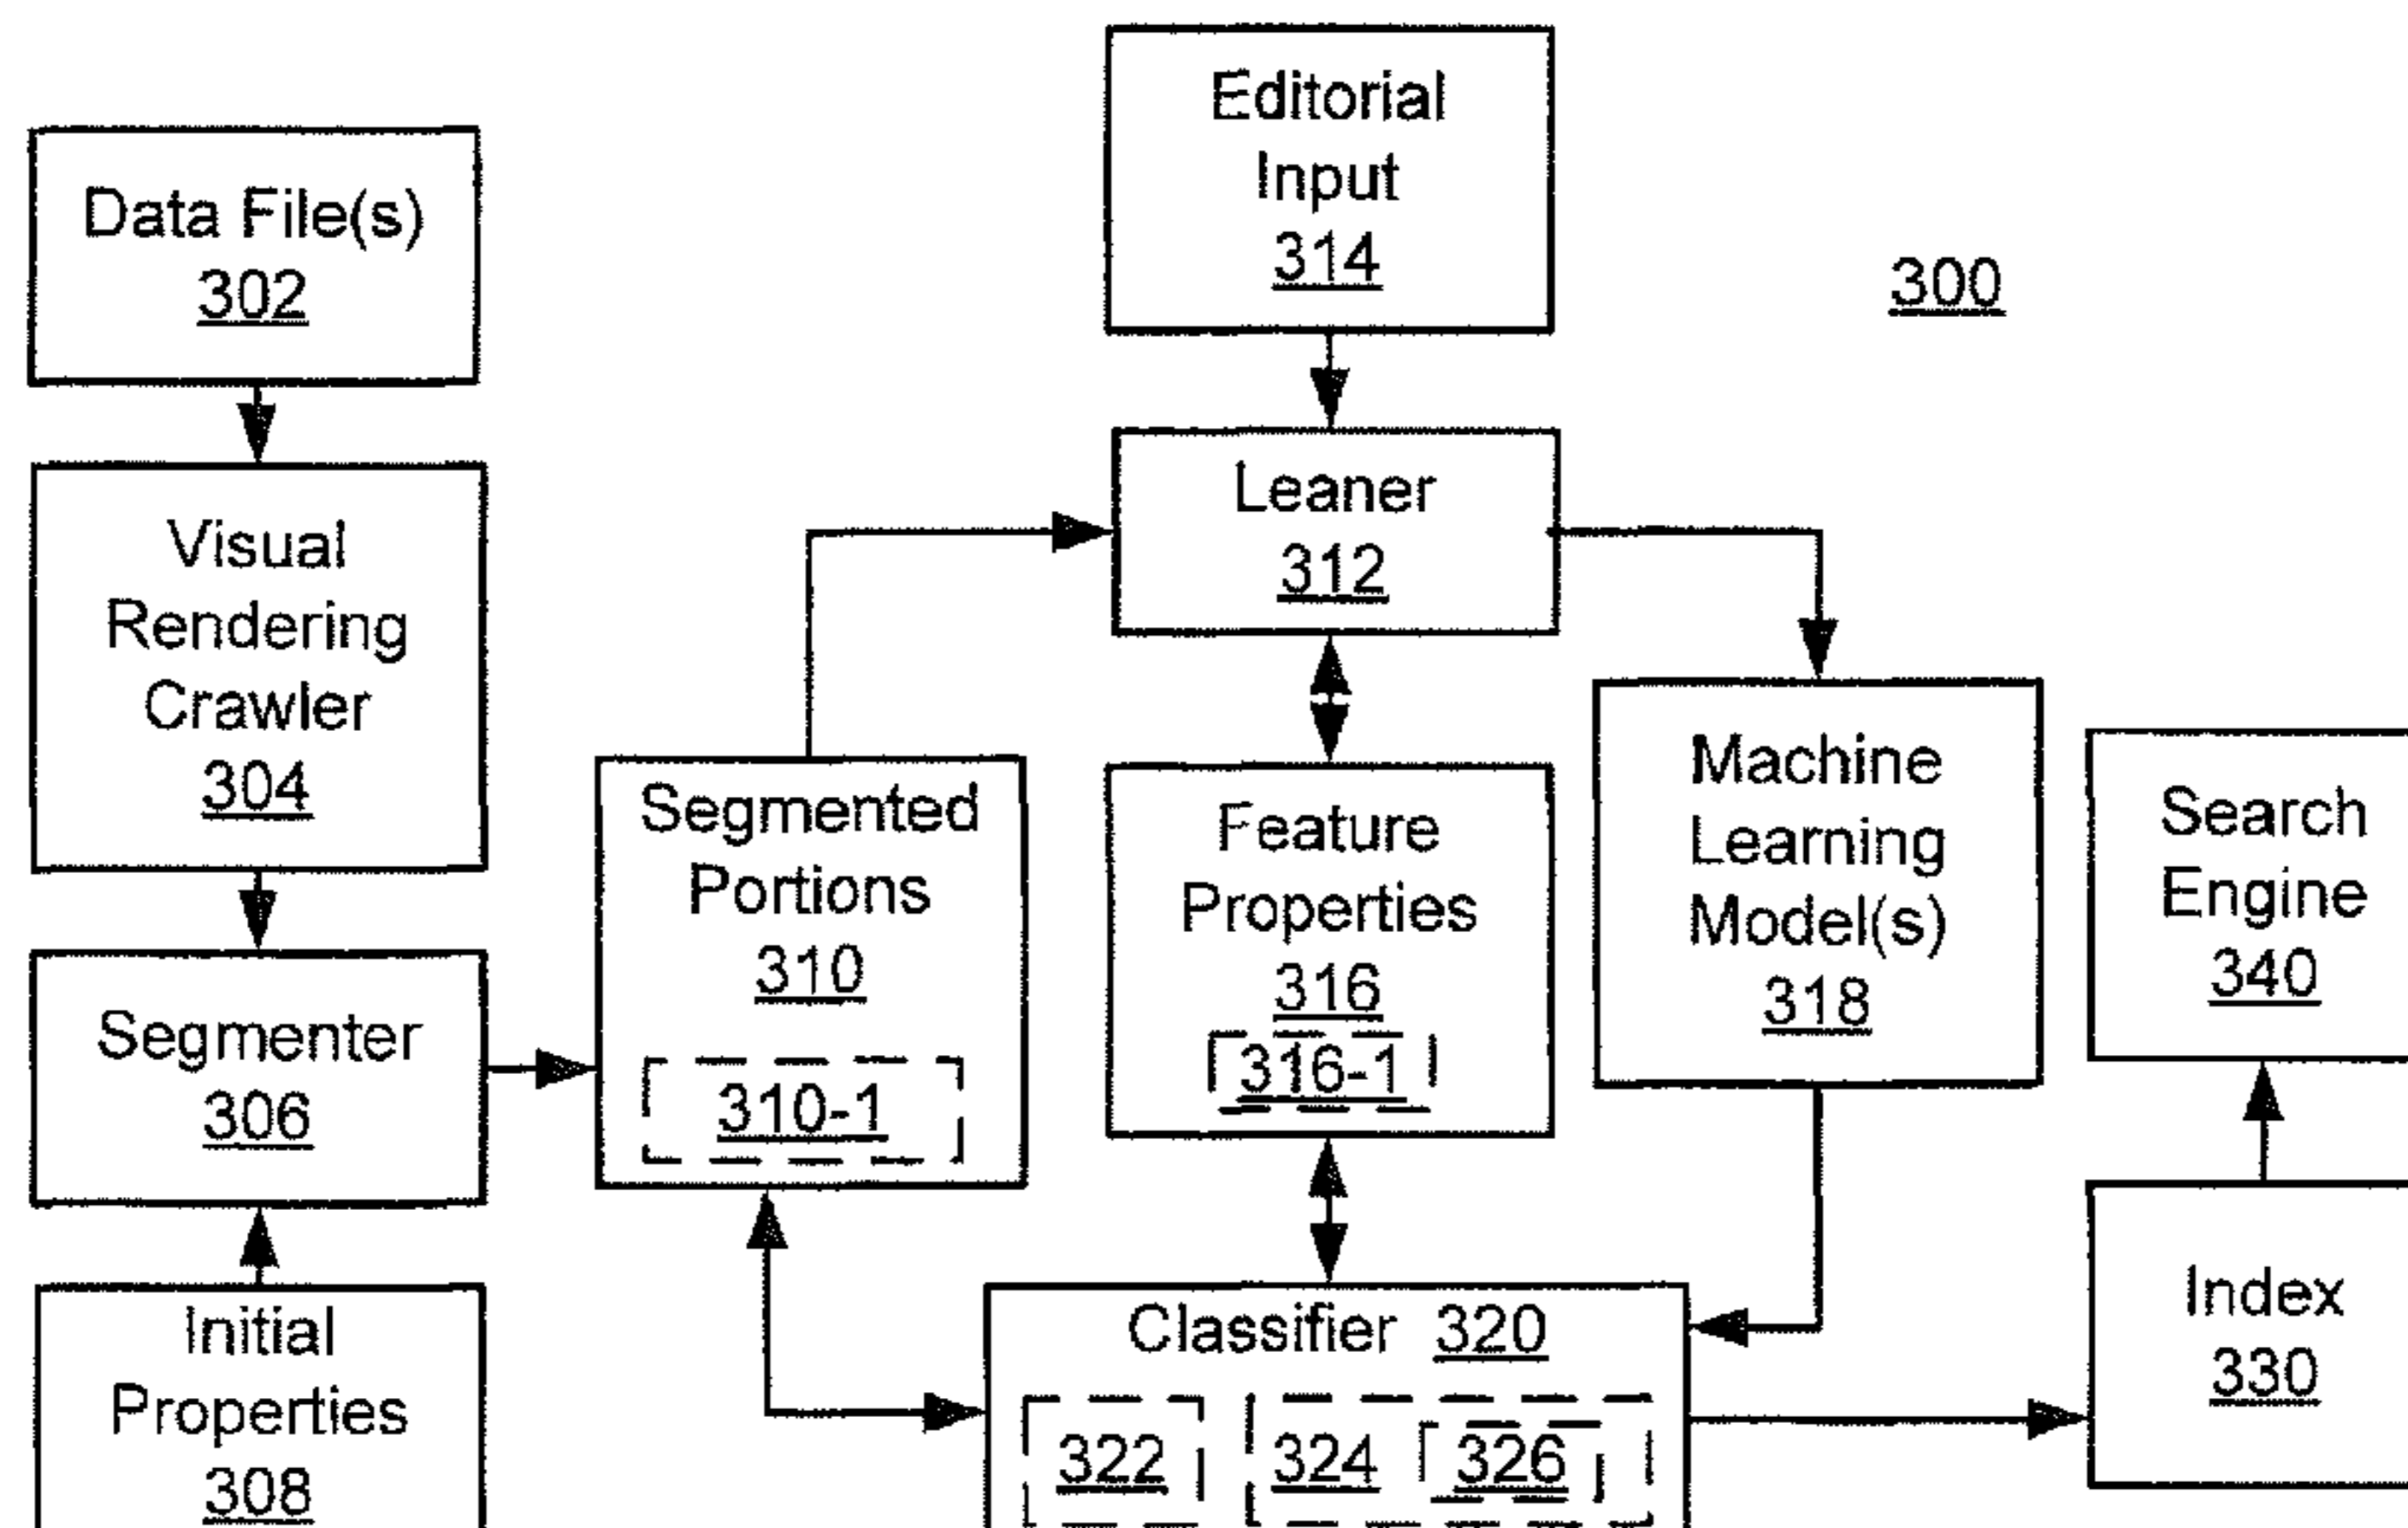 Data File(s)
302
Visual
Rendering
Crawler
304
Segmenter
306
Initial
Properties
308
Segmented
Portions
310
310-1
Editorial
Input
314
Leaner
312
Feature
Properties
316
316-1
Classifier 320
322 324 326
300
Machine
Learning
Model(s)
318
Search
Engine
340
Index
330